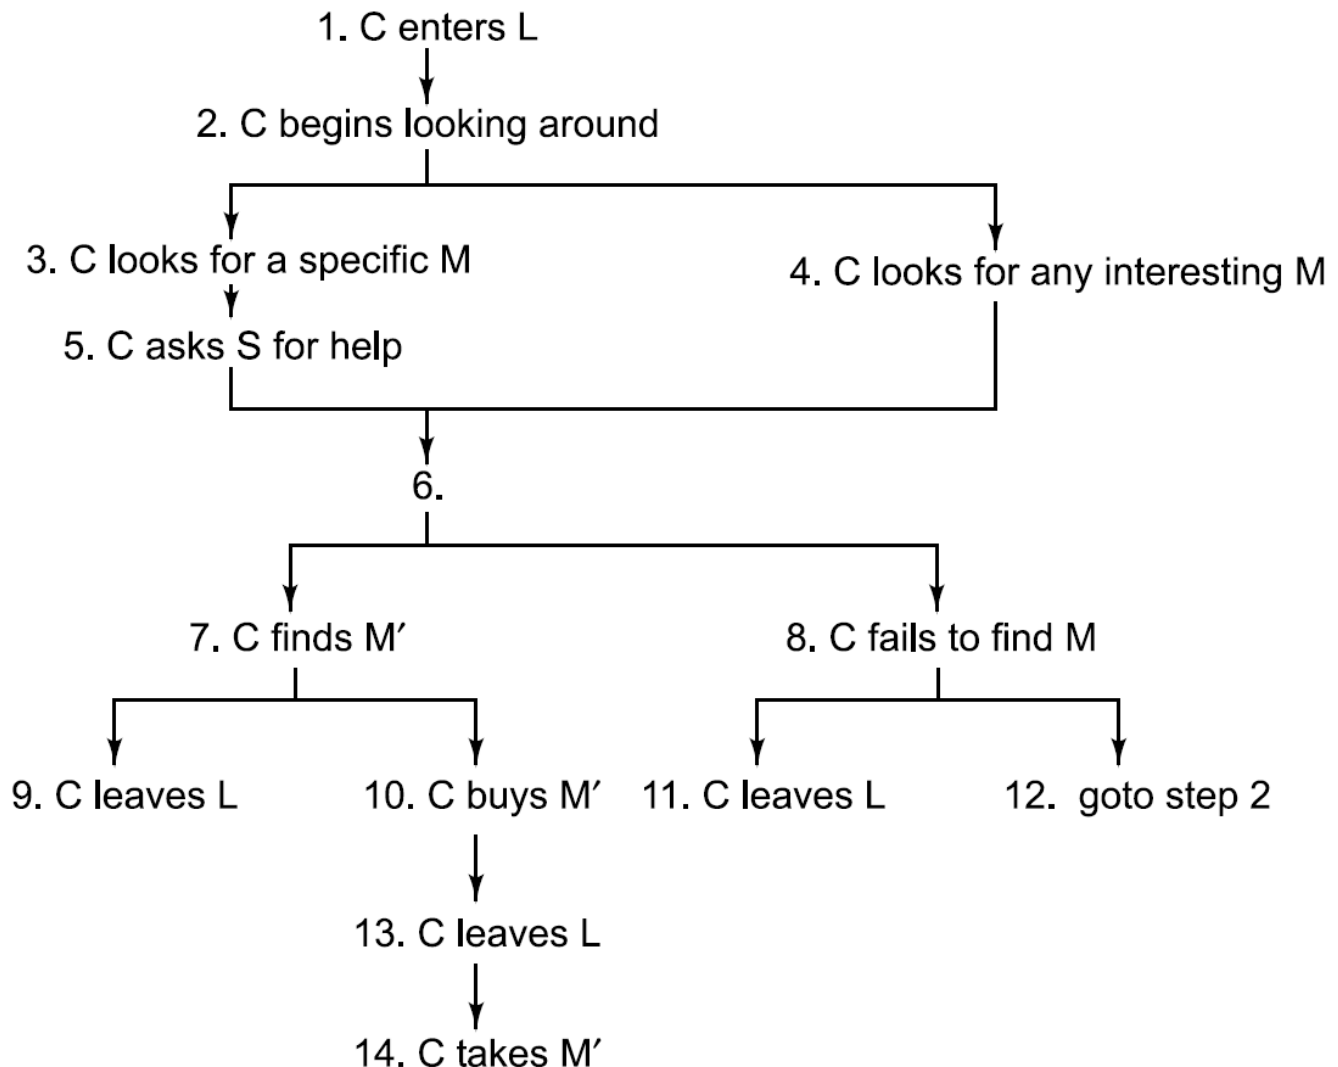 1. C enters L
2. C begins looking around
3. C looks for a specific M
4. C looks for any interesting M
5. C asks S for help
6.
7. C finds M′
8. C fails to find M
9. C leaves L
10. C buys M′
11. C leaves L
12. goto step 2
13. C leaves L
14. C takes M′